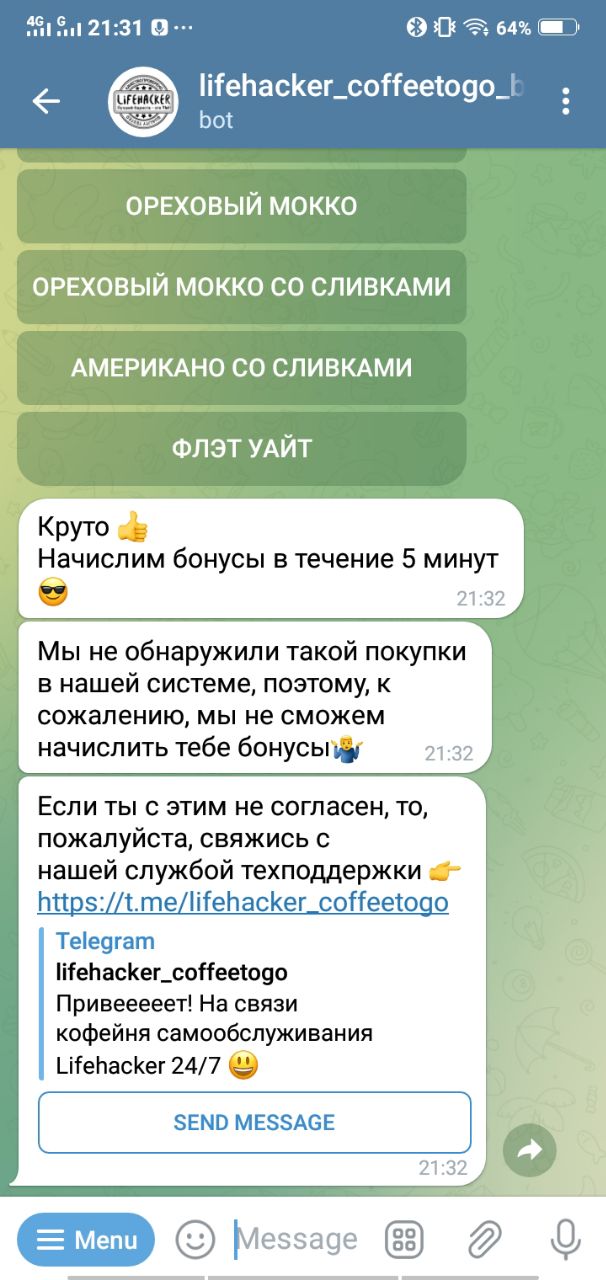 4G G 21:31 64%
lifehacker_coffeetogo_b
LIFEHACKER
bot
ОРЕХОВЫЙ МОККО
ОРЕХОВЫЙ МОККО СО СЛИВКАМИ
АМЕРИКАНО СО СЛИВКАМИ
ФЛЭТ УАЙТ
Круто 👍
Начислим бонусы в течение 5 минут
😎
21:32
Мы не обнаружили такой покупки
в нашей системе, поэтому, к
сожалению, мы не сможем
начислить тебе бонусы🤷‍♂️
21:32
Если ты с этим не согласен, то,
пожалуйста, свяжись с
нашей службой техподдержки 👉
https://t.me/lifehacker_coffeetogo
Telegram
lifehacker_coffeetogo
Привеееееет! На связи
кофейня самообслуживания
Lifehacker 24/7 😃
SEND MESSAGE
21:32
Menu
Message